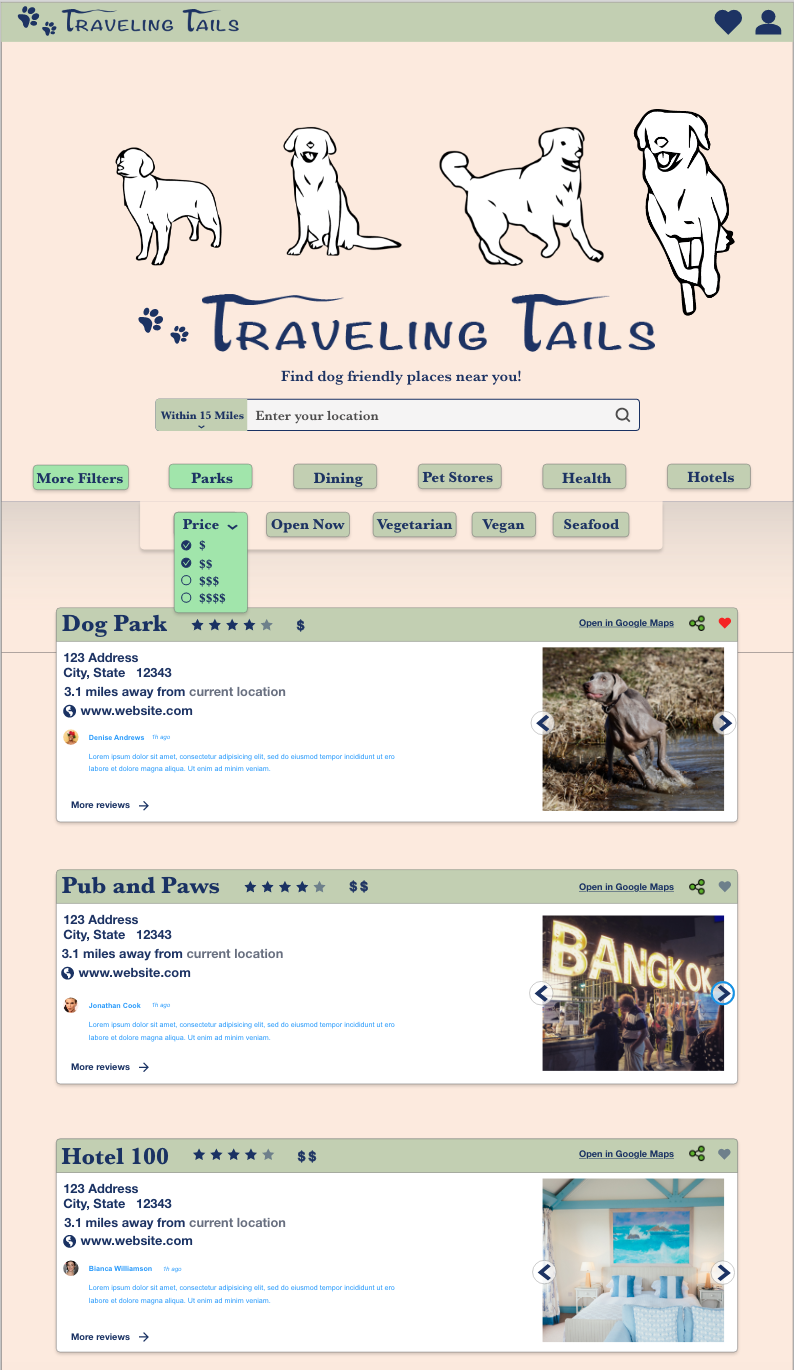 Traveling Tails
Traveling Tails
Find dog friendly places near you!
Within 15 Miles
Enter your location
More Filters
Parks
Dining
Pet Stores
Health
Hotels
Price
Open Now
Vegetarian
Vegan
Seafood
$
$$
$$$
$$$$
Dog Park
$
Open in Google Maps
123 Address
City, State 12343
3.1 miles away from current location
www.website.com
Denise Andrews 1h ago
Lorem ipsum dolor sit amet, consectetur adipisicing elit, sed do eiusmod tempor incididunt ut ero
labore et dolore magna aliqua. Ut enim ad minim veniam.
More reviews
Pub and Paws
$$
Open in Google Maps
123 Address
City, State 12343
3.1 miles away from current location
www.website.com
BANGKOK
Jonathan Cook 1h ago
Lorem ipsum dolor sit amet, consectetur adipisicing elit, sed do eiusmod tempor incididunt ut ero
labore et dolore magna aliqua. Ut enim ad minim veniam.
More reviews
Hotel 100
$$
Open in Google Maps
123 Address
City, State 12343
3.1 miles away from current location
www.website.com
Bianca Williamson 1h ago
Lorem ipsum dolor sit amet, consectetur adipisicing elit, sed do eiusmod tempor incididunt ut ero
labore et dolore magna aliqua. Ut enim ad minim veniam.
More reviews